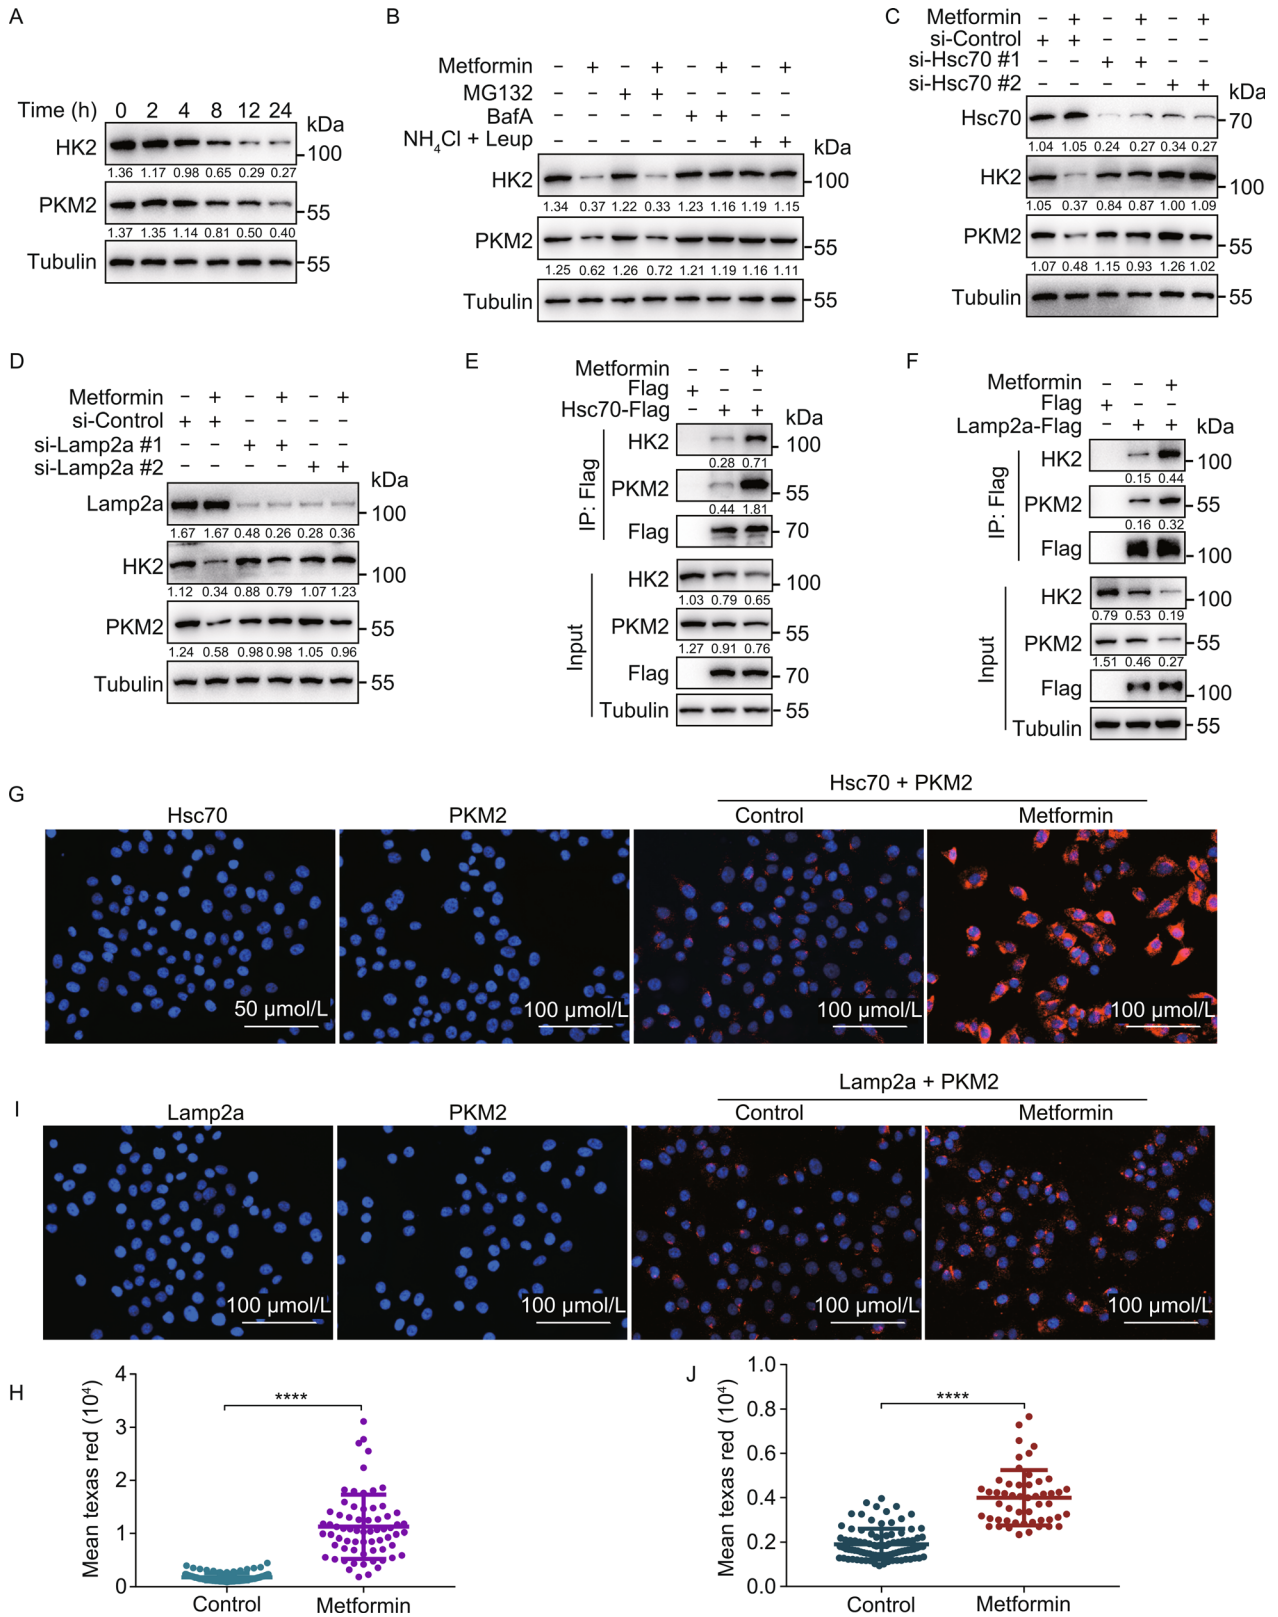 A
Time (h) 0 2 4 8 12 24
kDa
HK2
100
1.36 1.17 0.98 0.65 0.29 0.27
PKM2
55
1.37 1.35 1.14 0.81 0.50 0.40
Tubulin
55
B
Metformin – + – + – + – +
MG132 – – + + – – – –
BafA – – – – + + – –
NH4Cl + Leup – – – – – – + +
kDa
HK2
100
1.34 0.37 1.22 0.33 1.23 1.16 1.19 1.15
PKM2
55
1.25 0.62 1.26 0.72 1.21 1.19 1.16 1.11
Tubulin
55
C
Metformin – + – + – +
si-Control + + – – – –
si-Hsc70 #1 – – + + – –
si-Hsc70 #2 – – – – + +
kDa
Hsc70
70
1.04 1.05 0.24 0.27 0.34 0.27
HK2
100
1.05 0.37 0.84 0.87 1.00 1.09
PKM2
55
1.07 0.48 1.15 0.93 1.26 1.02
Tubulin
55
D
Metformin – + – + – +
si-Control + + – – – –
si-Lamp2a #1 – – + + – –
si-Lamp2a #2 – – – – + +
kDa
Lamp2a
100
1.67 1.67 0.48 0.26 0.28 0.36
HK2
100
1.12 0.34 0.88 0.79 1.07 1.23
PKM2
55
1.24 0.58 0.98 0.98 1.05 0.96
Tubulin
55
E
Metformin – – +
Flag + – –
Hsc70-Flag – + +
kDa
IP: Flag
HK2
100
0.28 0.71
PKM2
55
0.44 1.81
Flag
70
Input
HK2
100
1.03 0.79 0.65
PKM2
55
1.27 0.91 0.76
Flag
70
Tubulin
55
F
Metformin – – +
Flag + – –
Lamp2a-Flag – + +
kDa
IP: Flag
HK2
100
0.15 0.44
PKM2
55
0.16 0.32
Flag
100
Input
HK2
100
0.79 0.53 0.19
PKM2
55
1.51 0.46 0.27
Flag
100
Tubulin
55
G
Hsc70 + PKM2
Hsc70 PKM2 Control Metformin
50 μmol/L 100 μmol/L 100 μmol/L 100 μmol/L
I
Lamp2a + PKM2
Lamp2a PKM2 Control Metformin
100 μmol/L 100 μmol/L 100 μmol/L 100 μmol/L
H
Mean texas red (10⁴)
4
3
2
1
0
****
Control Metformin
J
Mean texas red (10⁴)
1.0
0.8
0.6
0.4
0.2
0.0
****
Control Metformin